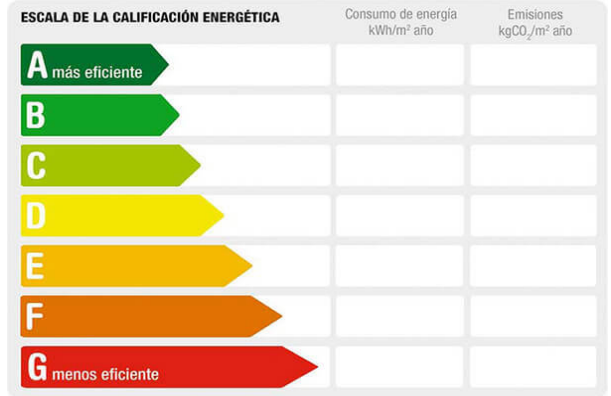 ESCALA DE LA CALIFICACIÓN ENERGÉTICA
Consumo de energía
kWh/m² año
Emisiones
kgCO₂/m² año
A más eficiente
B
C
D
E
F
G menos eficiente